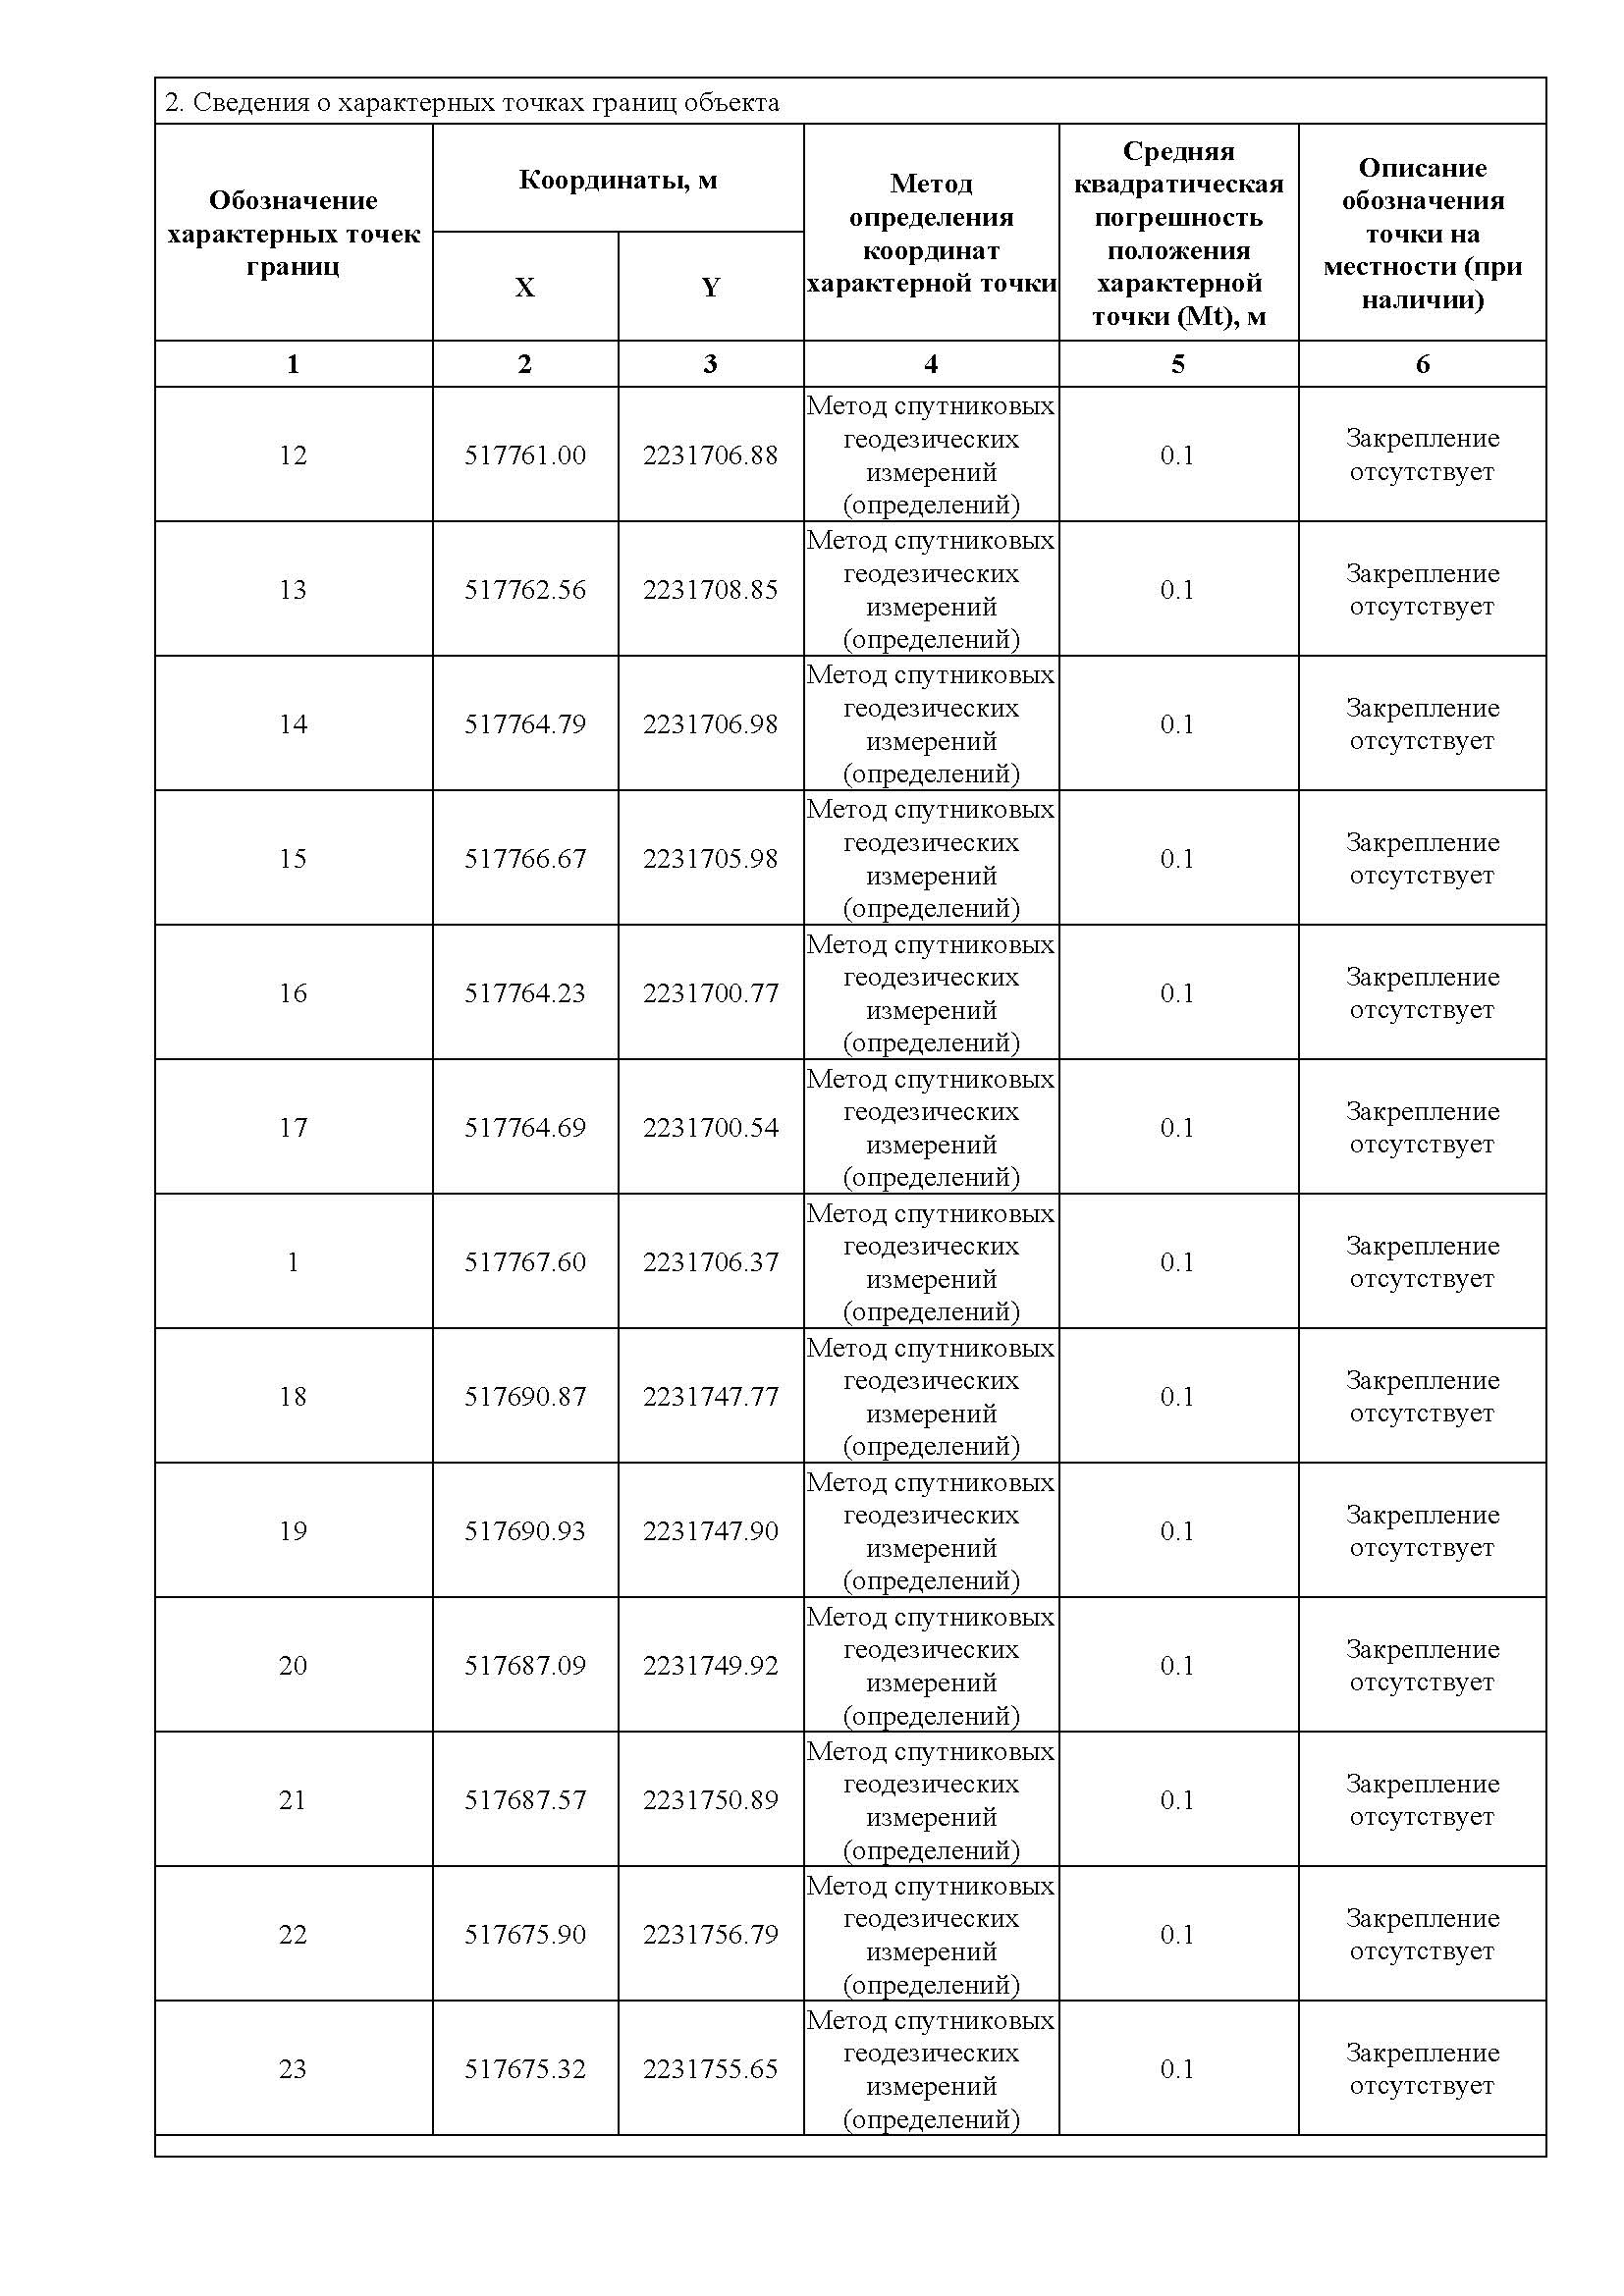 2. Сведения о характерных точках границ объекта
Обозначение
характерных точек
границ
Координаты, м
X
Y
Метод
определения
координат
характерной точки
Средняя
квадратическая
погрешность
положения
характерной
точки (Mt), м
Описание
обозначения
точки на
местности (при
наличии)
1
2
3
4
5
6
12
517761.00
2231706.88
Метод спутниковых
геодезических
измерений
(определений)
0.1
Закрепление
отсутствует
13
517762.56
2231708.85
Метод спутниковых
геодезических
измерений
(определений)
0.1
Закрепление
отсутствует
14
517764.79
2231706.98
Метод спутниковых
геодезических
измерений
(определений)
0.1
Закрепление
отсутствует
15
517766.67
2231705.98
Метод спутниковых
геодезических
измерений
(определений)
0.1
Закрепление
отсутствует
16
517764.23
2231700.77
Метод спутниковых
геодезических
измерений
(определений)
0.1
Закрепление
отсутствует
17
517764.69
2231700.54
Метод спутниковых
геодезических
измерений
(определений)
0.1
Закрепление
отсутствует
1
517767.60
2231706.37
Метод спутниковых
геодезических
измерений
(определений)
0.1
Закрепление
отсутствует
18
517690.87
2231747.77
Метод спутниковых
геодезических
измерений
(определений)
0.1
Закрепление
отсутствует
19
517690.93
2231747.90
Метод спутниковых
геодезических
измерений
(определений)
0.1
Закрепление
отсутствует
20
517687.09
2231749.92
Метод спутниковых
геодезических
измерений
(определений)
0.1
Закрепление
отсутствует
21
517687.57
2231750.89
Метод спутниковых
геодезических
измерений
(определений)
0.1
Закрепление
отсутствует
22
517675.90
2231756.79
Метод спутниковых
геодезических
измерений
(определений)
0.1
Закрепление
отсутствует
23
517675.32
2231755.65
Метод спутниковых
геодезических
измерений
(определений)
0.1
Закрепление
отсутствует